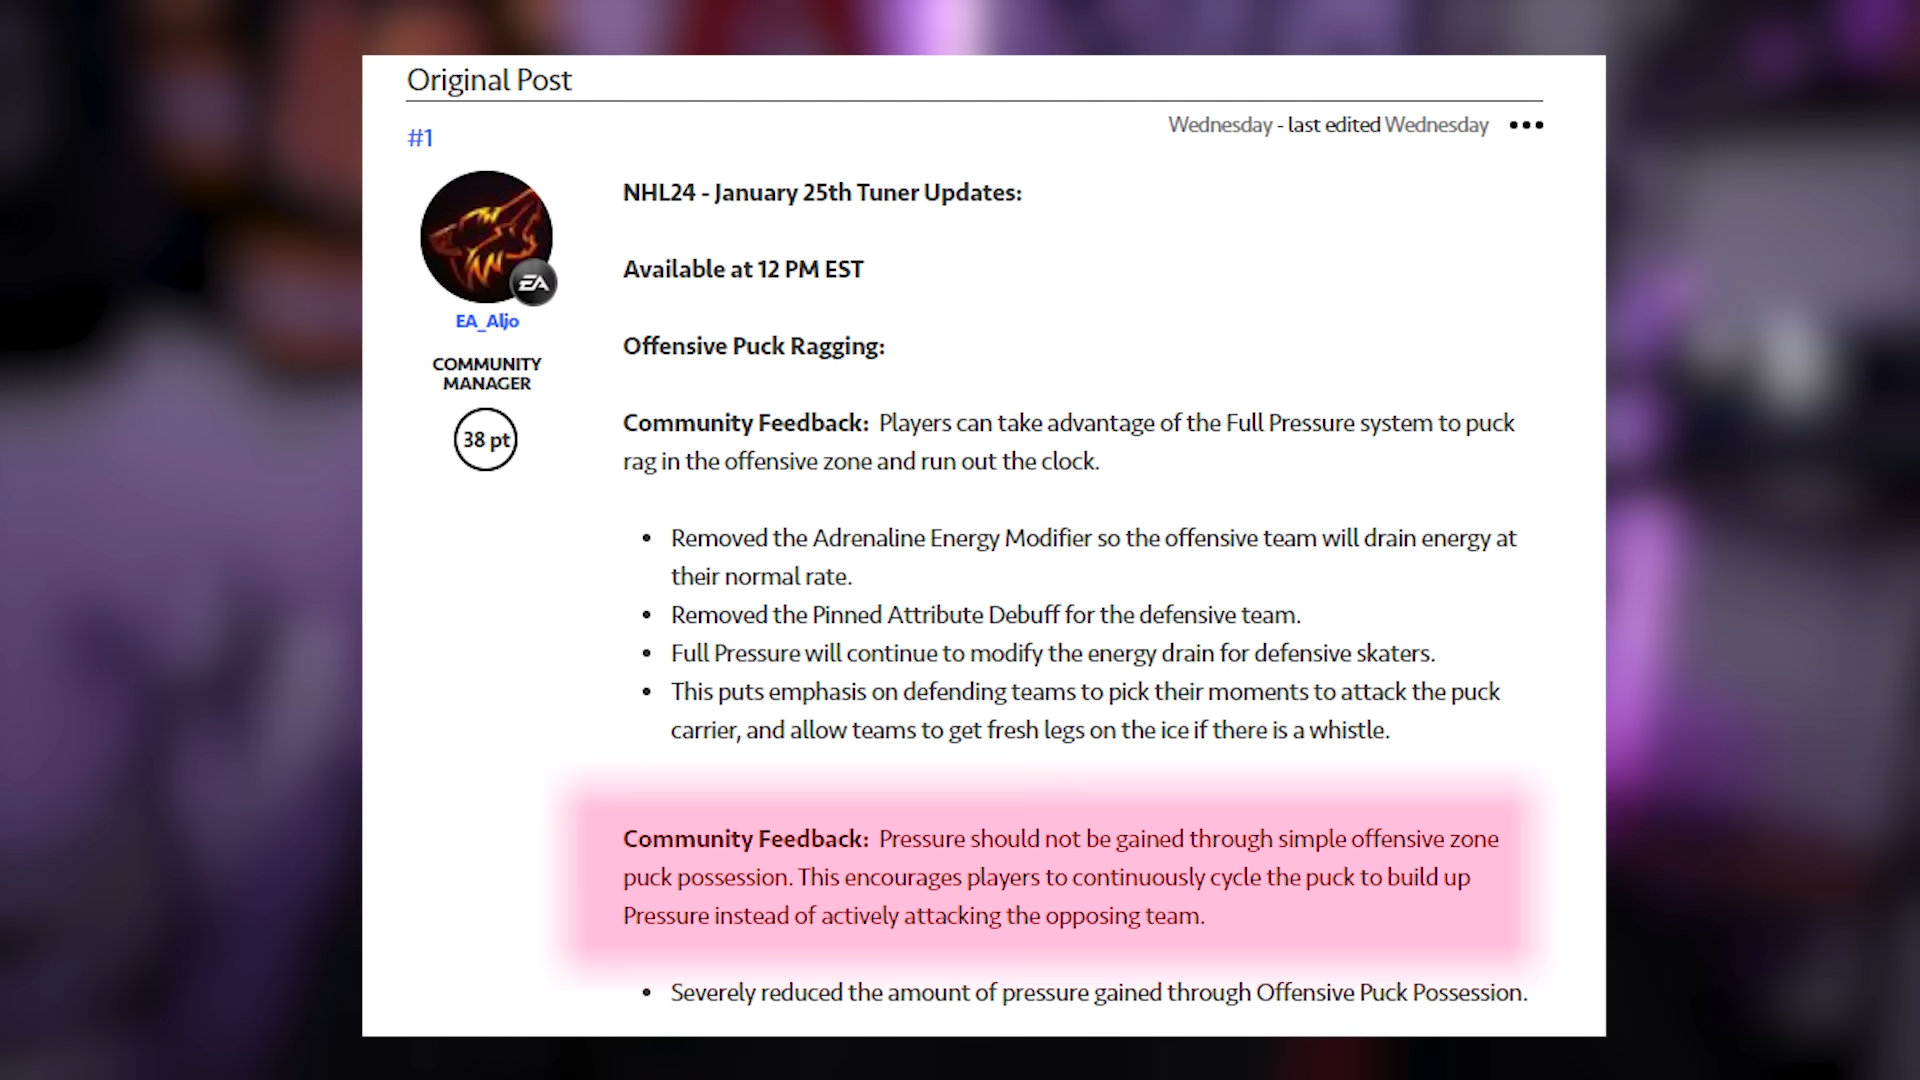 Original Post
#1
Wednesday - last edited Wednesday
EA
EA_Aljo
COMMUNITY
MANAGER
38 pt
NHL24 - January 25th Tuner Updates:
Available at 12 PM EST
Offensive Puck Ragging:
Community Feedback: Players can take advantage of the Full Pressure system to puck
rag in the offensive zone and run out the clock.
• Removed the Adrenaline Energy Modifier so the offensive team will drain energy at
their normal rate.
• Removed the Pinned Attribute Debuff for the defensive team.
• Full Pressure will continue to modify the energy drain for defensive skaters.
• This puts emphasis on defending teams to pick their moments to attack the puck
carrier, and allow teams to get fresh legs on the ice if there is a whistle.
Community Feedback: Pressure should not be gained through simple offensive zone
puck possession. This encourages players to continuously cycle the puck to build up
Pressure instead of actively attacking the opposing team.
• Severely reduced the amount of pressure gained through Offensive Puck Possession.